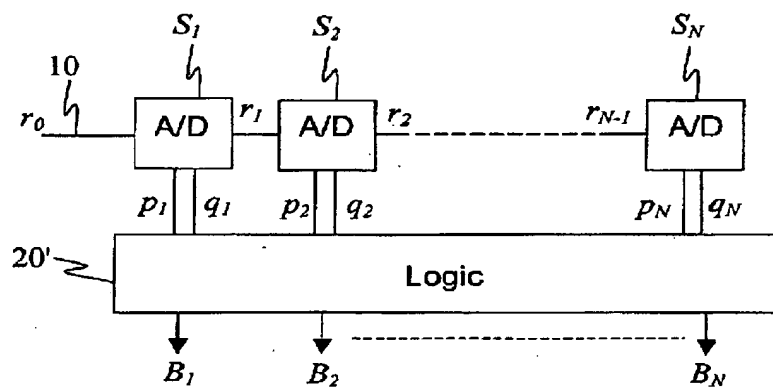 S1 S2 SN
10
r0 A/D r1 A/D r2 rN-1 A/D
p1 q1 p2 q2 pN qN
20' Logic
B1 B2 BN